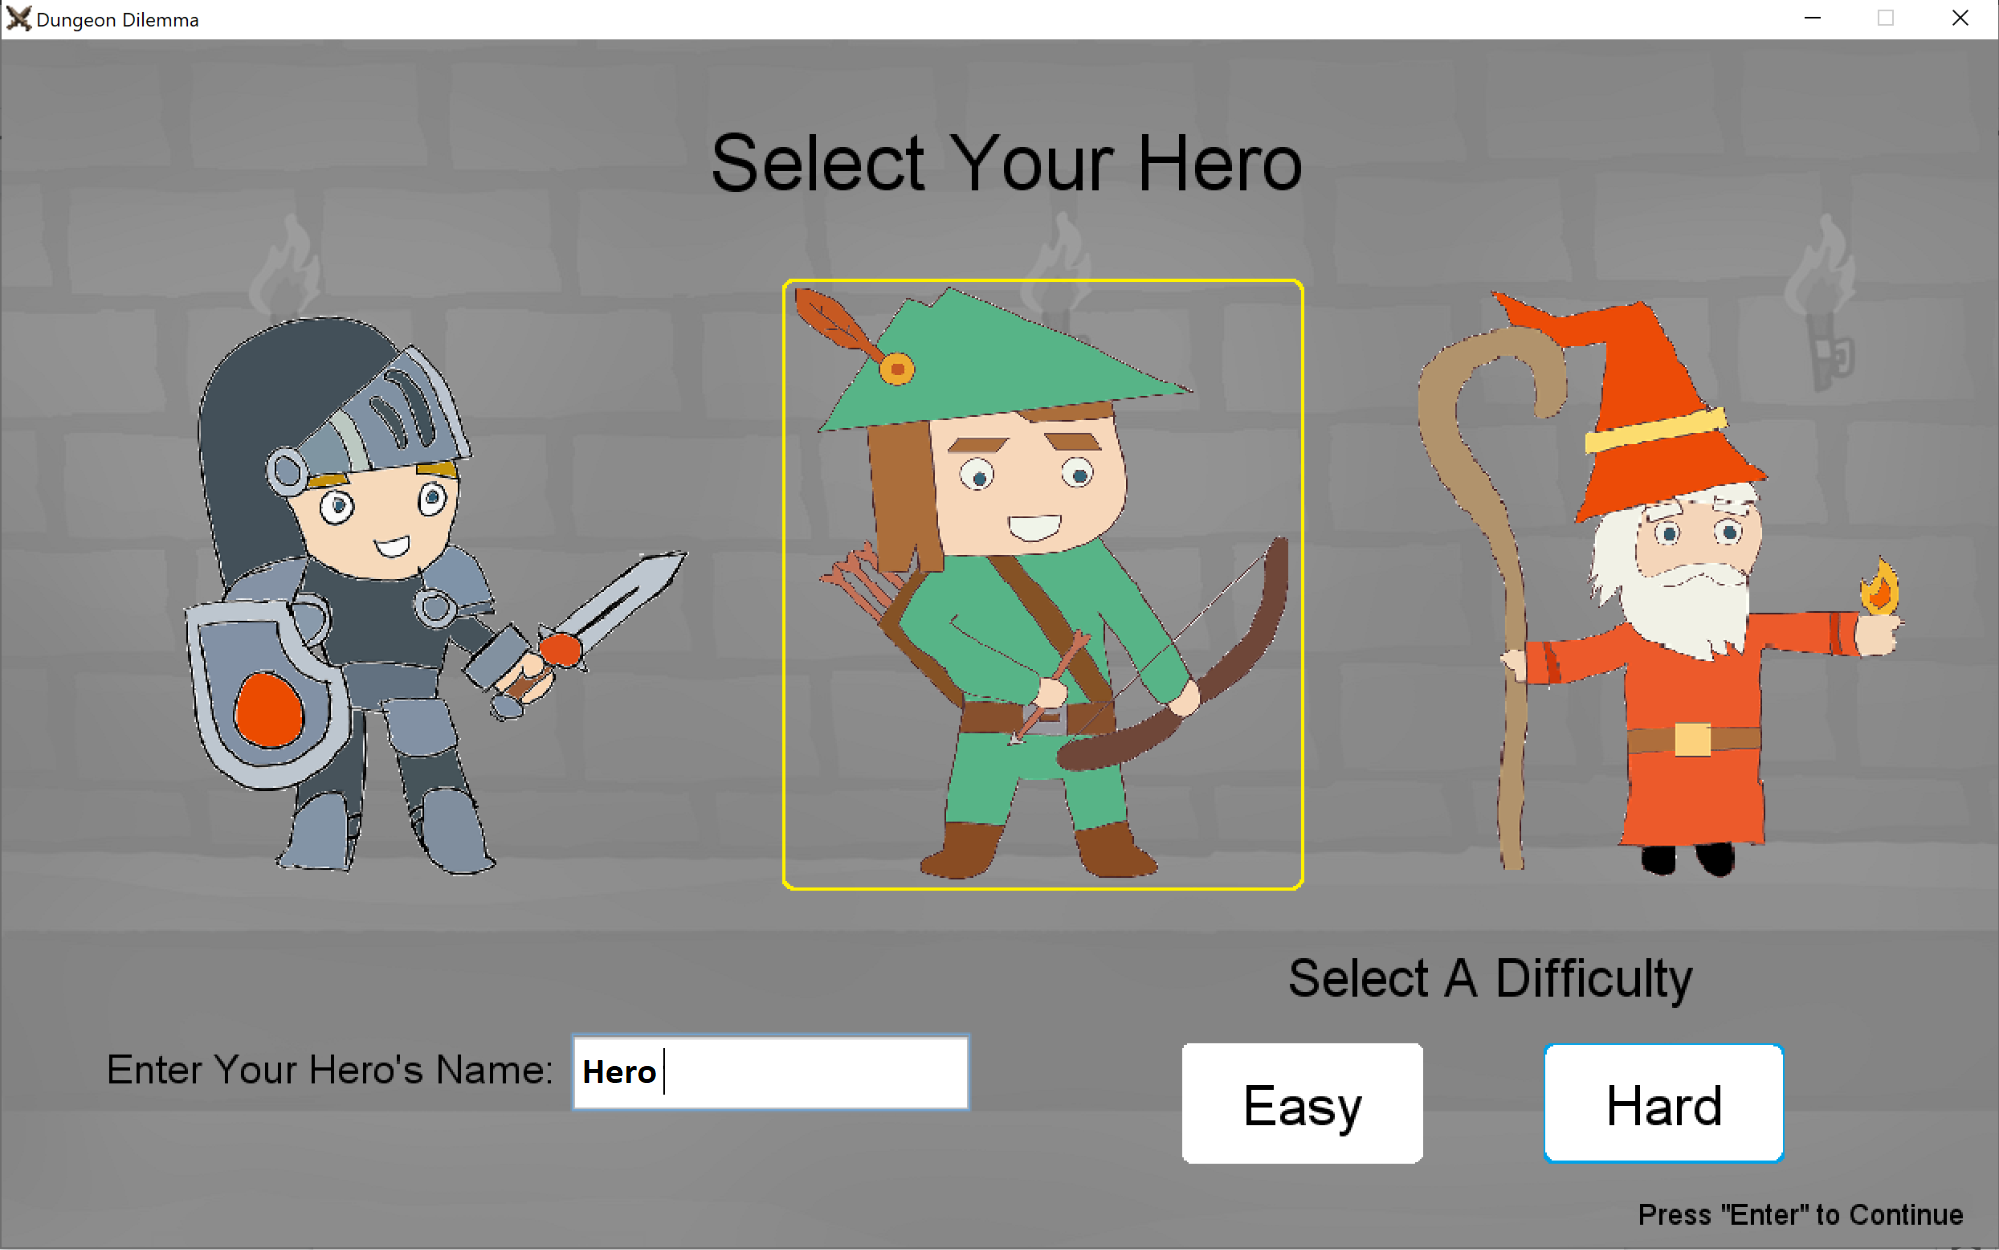 Dungeon Dilemma
Select Your Hero
Select A Difficulty
Enter Your Hero's Name: Hero
Easy Hard
Press "Enter" to Continue